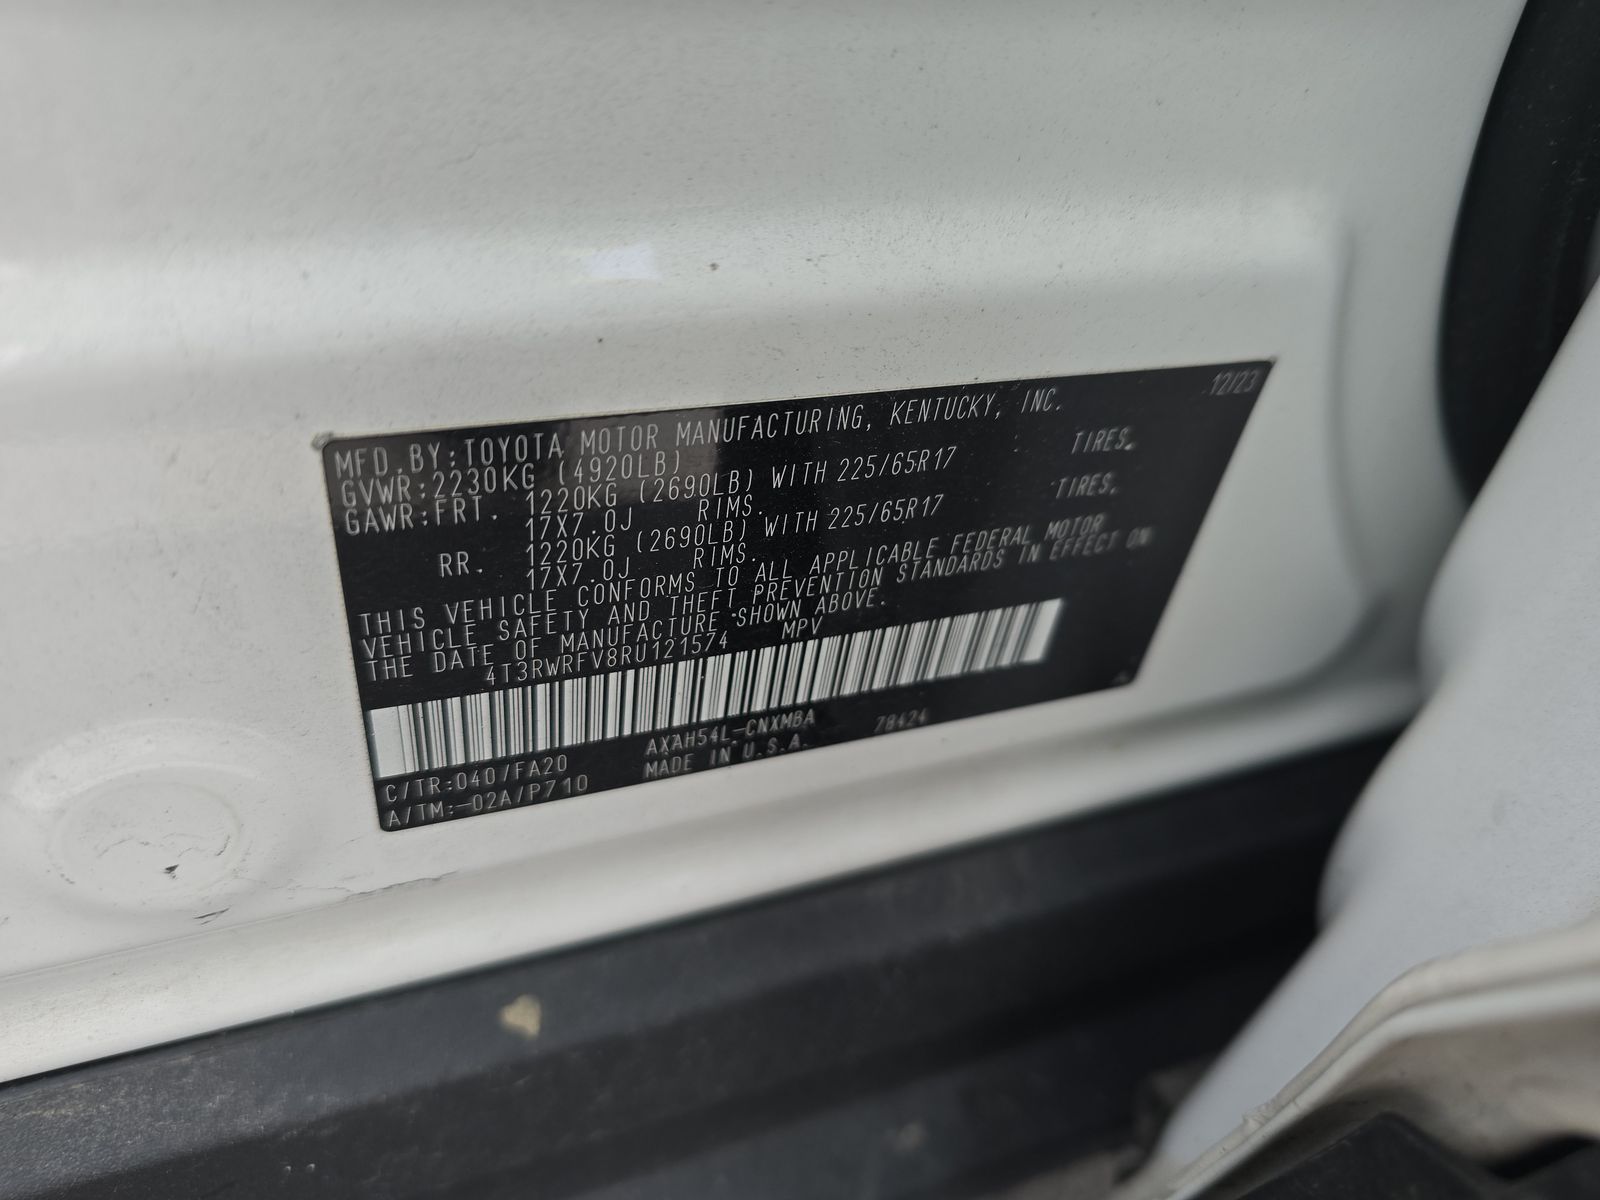 12/23
MFD. BY: TOYOTA MOTOR MANUFACTURING, KENTUCKY, INC.
GVWR: 2230KG (4920LB)
GAWR: FRT. 1220KG (2690LB) WITH 225/65R17 TIRES,
17X7.0J RIMS.
RR. 1220KG (2690LB) WITH 225/65R17 TIRES,
17X7.0J RIMS.
THIS VEHICLE CONFORMS TO ALL APPLICABLE FEDERAL MOTOR
VEHICLE SAFETY AND THEFT PREVENTION STANDARDS IN EFFECT ON
THE DATE OF MANUFACTURE SHOWN ABOVE.
4T3RWRFV8RU121574 MPV
C/TR: 040/FA20 AXAH54L-CNXMBA 78424
A/TM: -02A/P710 MADE IN U.S.A.